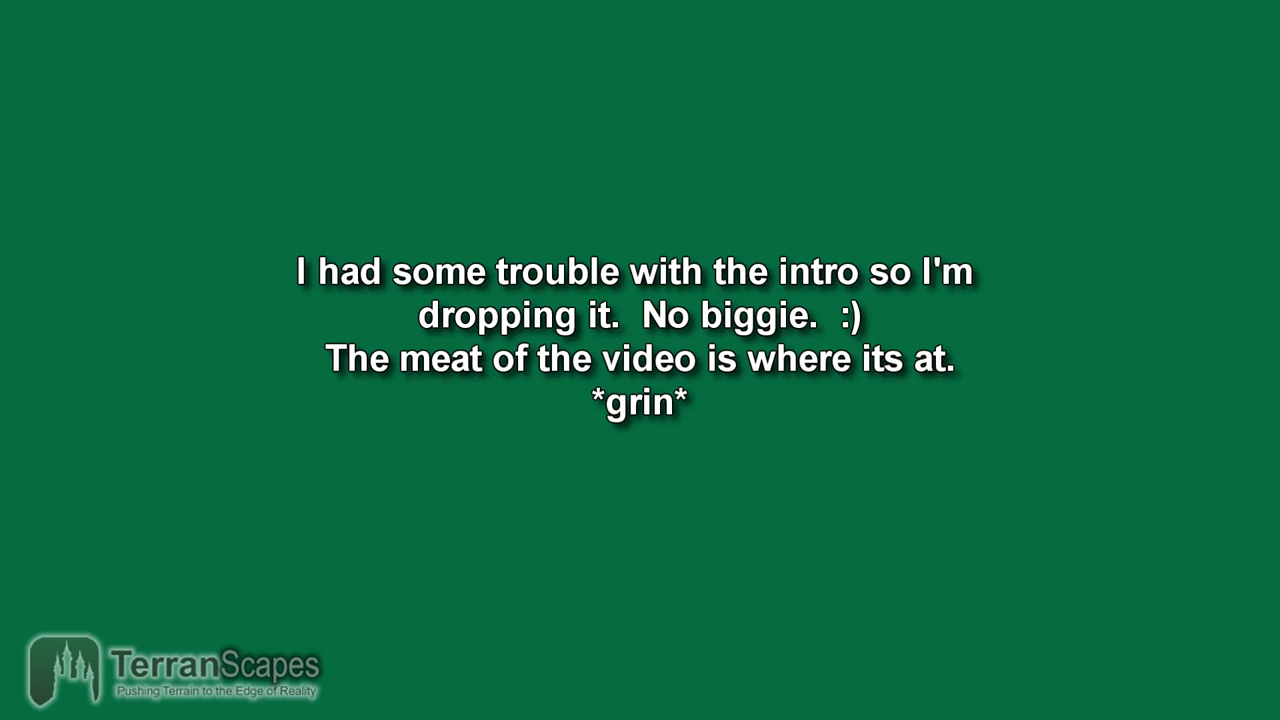 I had some trouble with the intro so I'm
dropping it.  No biggie.  :)
The meat of the video is where its at.
*grin*
TerranScapes
Pushing Terrain to the Edge of Reality